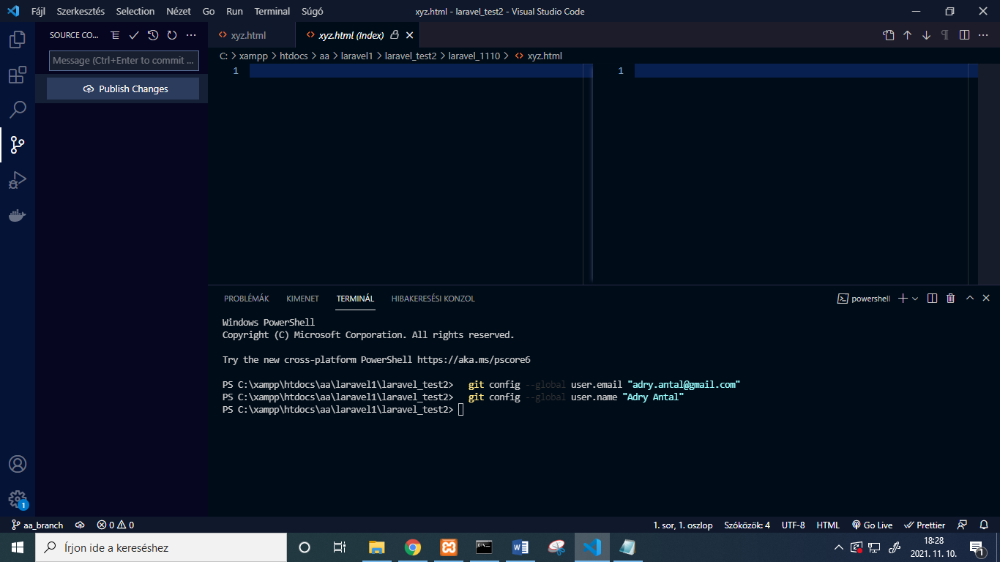 Fájl Szerkesztés Selection Nézet Go Run Terminal Súgó xyz.html - laravel_test2 - Visual Studio Code
SOURCE CO... xyz.html xyz.html (Index)
Message (Ctrl+Enter to commit ...
C: > xampp > htdocs > aa > laravel1 > laravel_test2 > laravel_1110 > xyz.html
1 1
Publish Changes
PROBLÉMÁK KIMENET TERMINÁL HIBAKERESÉSI KONZOL powershell
Windows PowerShell
Copyright (C) Microsoft Corporation. All rights reserved.
Try the new cross-platform PowerShell https://aka.ms/pscore6
PS C:\xampp\htdocs\aa\laravel1\laravel_test2> git config --global user.email "adry.antal@gmail.com"
PS C:\xampp\htdocs\aa\laravel1\laravel_test2> git config --global user.name "Adry Antal"
PS C:\xampp\htdocs\aa\laravel1\laravel_test2>
1
aa_branch 0 0 1. sor, 1. oszlop Szóközök: 4 UTF-8 HTML Go Live Prettier
Írjon ide a kereséshez
18:28
2021. 11. 10.
1